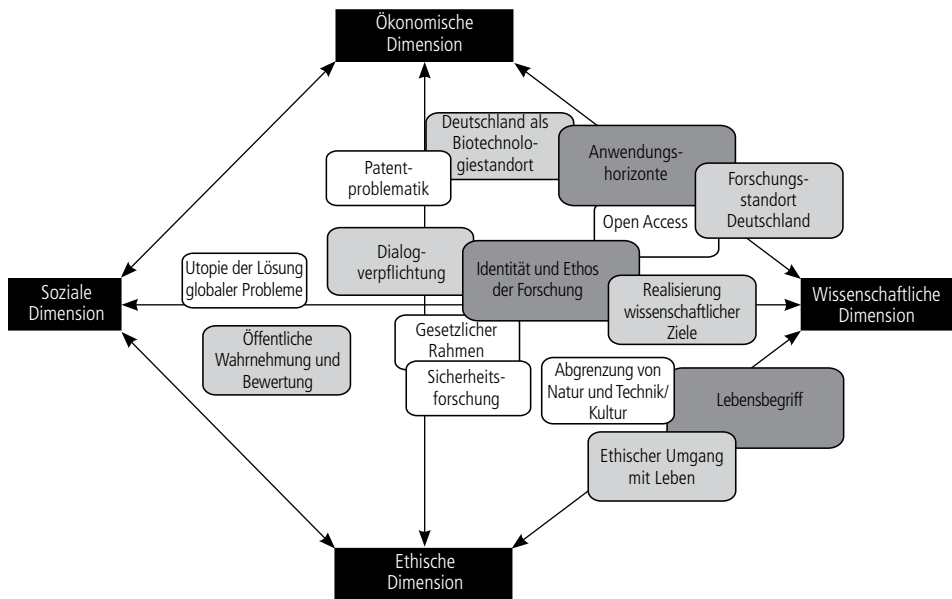 Ökonomische
Dimension
Deutschland als
Biotechnolo-
giestandort
Anwendungs-
horizonte
Patent-
problematik
Forschungs-
standort
Deutschland
Open Access
Dialog-
verpflichtung
Identität und Ethos
der Forschung
Utopie der Lösung
globaler Probleme
Soziale
Dimension
Realisierung
wissenschaftlicher
Ziele
Wissenschaftliche
Dimension
Gesetzlicher
Rahmen
Öffentliche
Wahrnehmung und
Bewertung
Sicherheits-
forschung
Abgrenzung von
Natur und Technik/
Kultur
Lebensbegriff
Ethischer Umgang
mit Leben
Ethische
Dimension